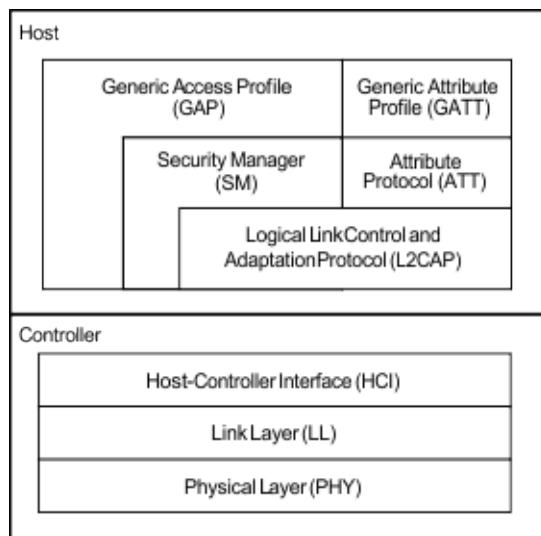 Host
Generic Access Profile
(GAP)
Generic Attribute
Profile (GATT)
Security Manager
(SM)
Attribute
Protocol (ATT)
Logical Link Control and
Adaptation Protocol (L2CAP)
Controller
Host-Controller Interface (HCI)
Link Layer (LL)
Physical Layer (PHY)